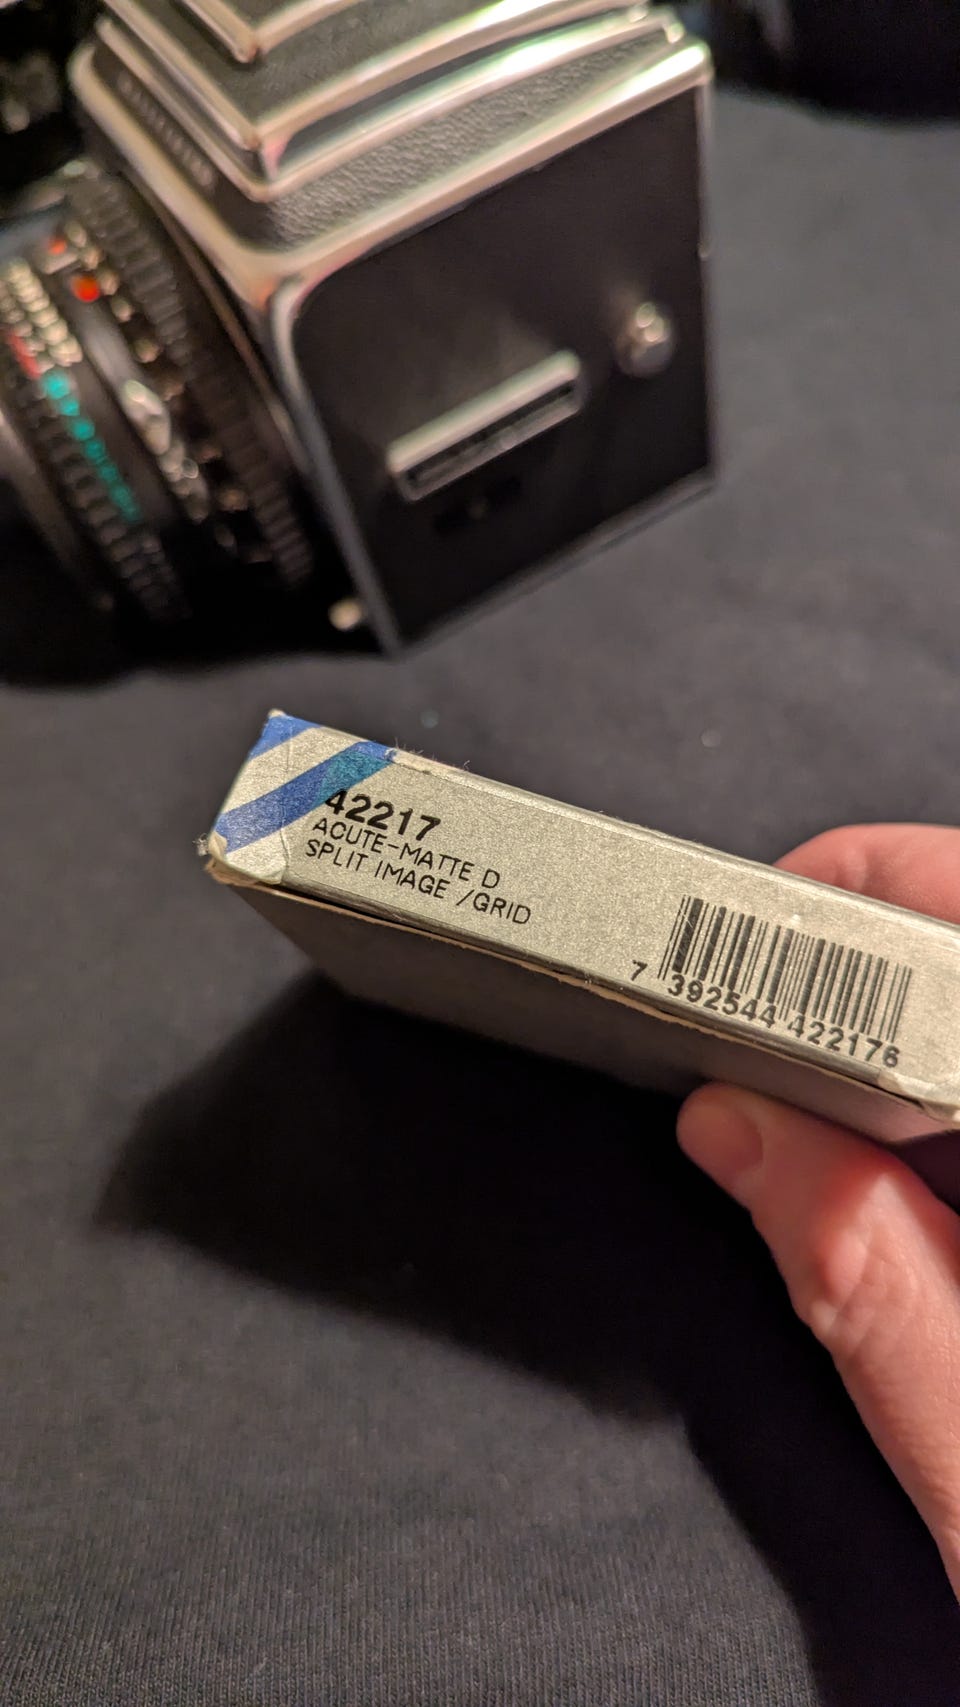 42217
ACUTE-MATTE D
SPLIT IMAGE /GRID
7 392544 422176